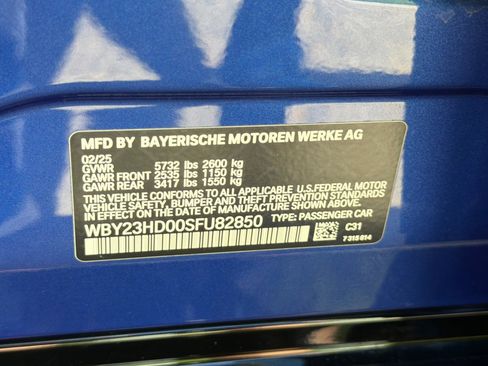 MFD BY BAYERISCHE MOTOREN WERKE AG
02/25
GVWR 5732 lbs 2600 kg
GAWR FRONT 2535 lbs 1150 kg
GAWR REAR 3417 lbs 1550 kg
THIS VEHICLE CONFORMS TO ALL APPLICABLE U.S.FEDERAL MOTOR
VEHICLE SAFETY, BUMPER, AND THEFT PREVENTION STANDARDS
IN EFFECT ON THE DATE OF MANUFACTURE SHOWN ABOVE.
WBY23HD00SFU82850 TYPE: PASSENGER CAR
C31
7315914